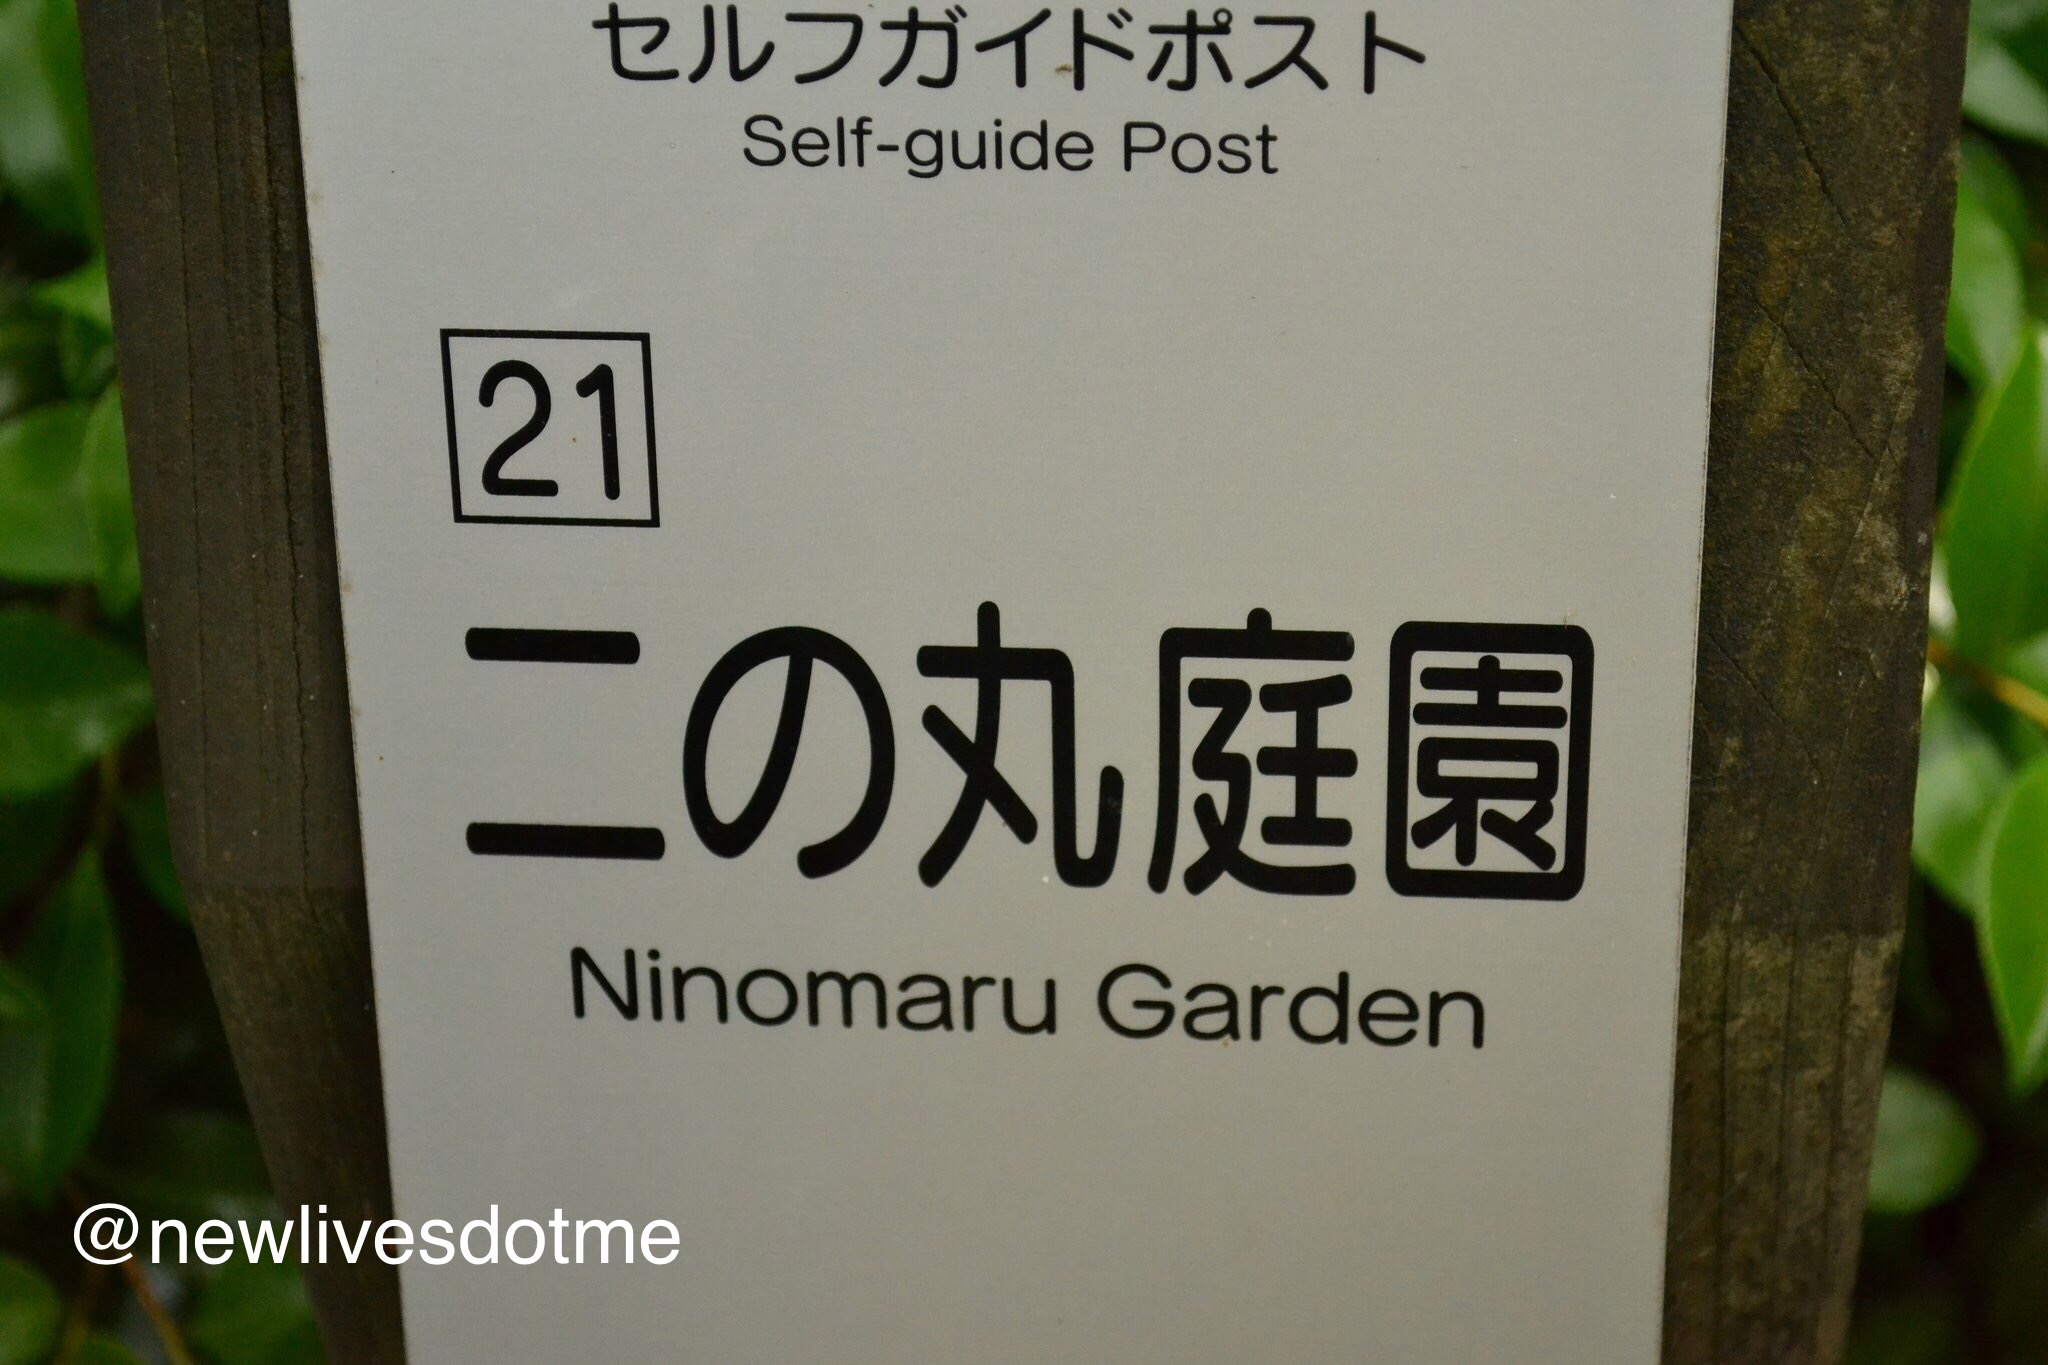 セルフガイドポスト
Self-guide Post
21
二の丸庭園
Ninomaru Garden
@newlivesdotme